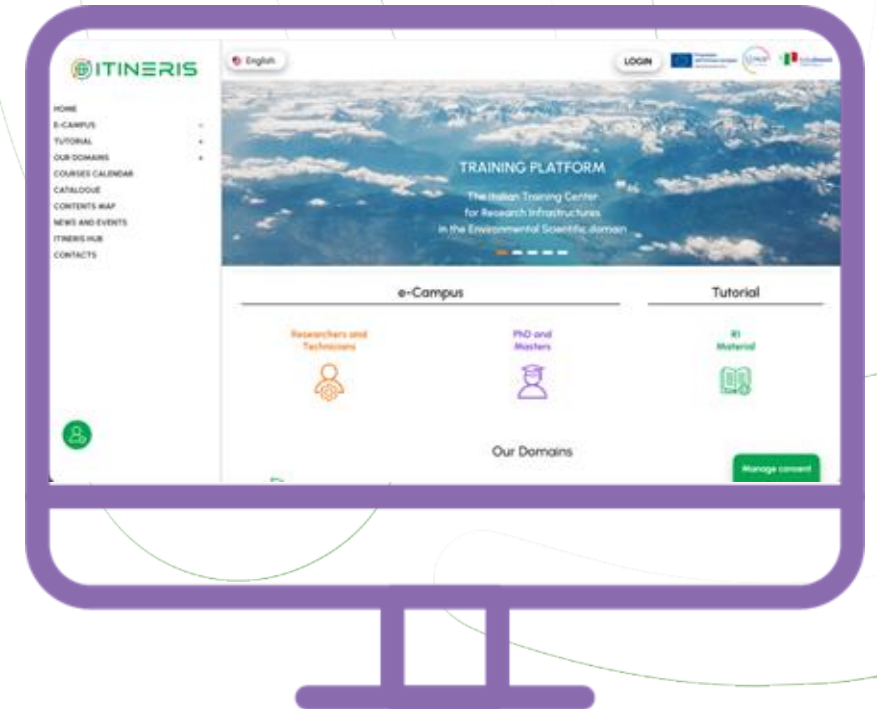 ITINERIS
English
LOGIN
HOME
E-CAMPUS
TUTORIAL
OUR DOMAINS
COURSES CALENDAR
CATALOGUE
CONTENTS MAP
NEWS AND EVENTS
ITINERIS HUB
CONTACTS
TRAINING PLATFORM
The Italian Training Center
for Research Infrastructures
in the Environmental Scientific domain
e-Campus
Tutorial
Researchers and
Technicians
PhD and
Masters
RI
Material
Our Domains
Manage consent